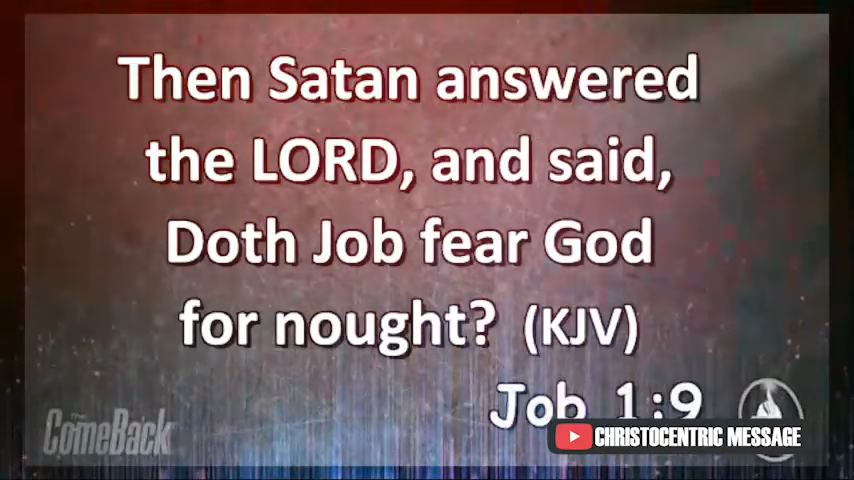 Then Satan answered
the LORD, and said,
Doth Job fear God
for nought? (KJV)
Job 1:9
The
ComeBack
CHRISTOCENTRIC MESSAGE